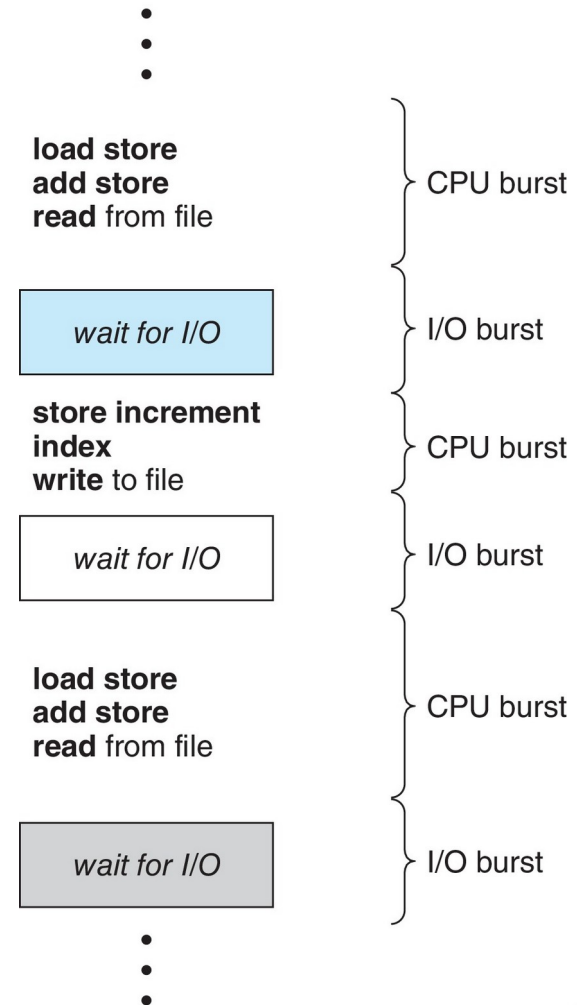 load store
add store
read from file
CPU burst
wait for I/O
I/O burst
store increment
index
write to file
CPU burst
wait for I/O
I/O burst
load store
add store
read from file
CPU burst
wait for I/O
I/O burst